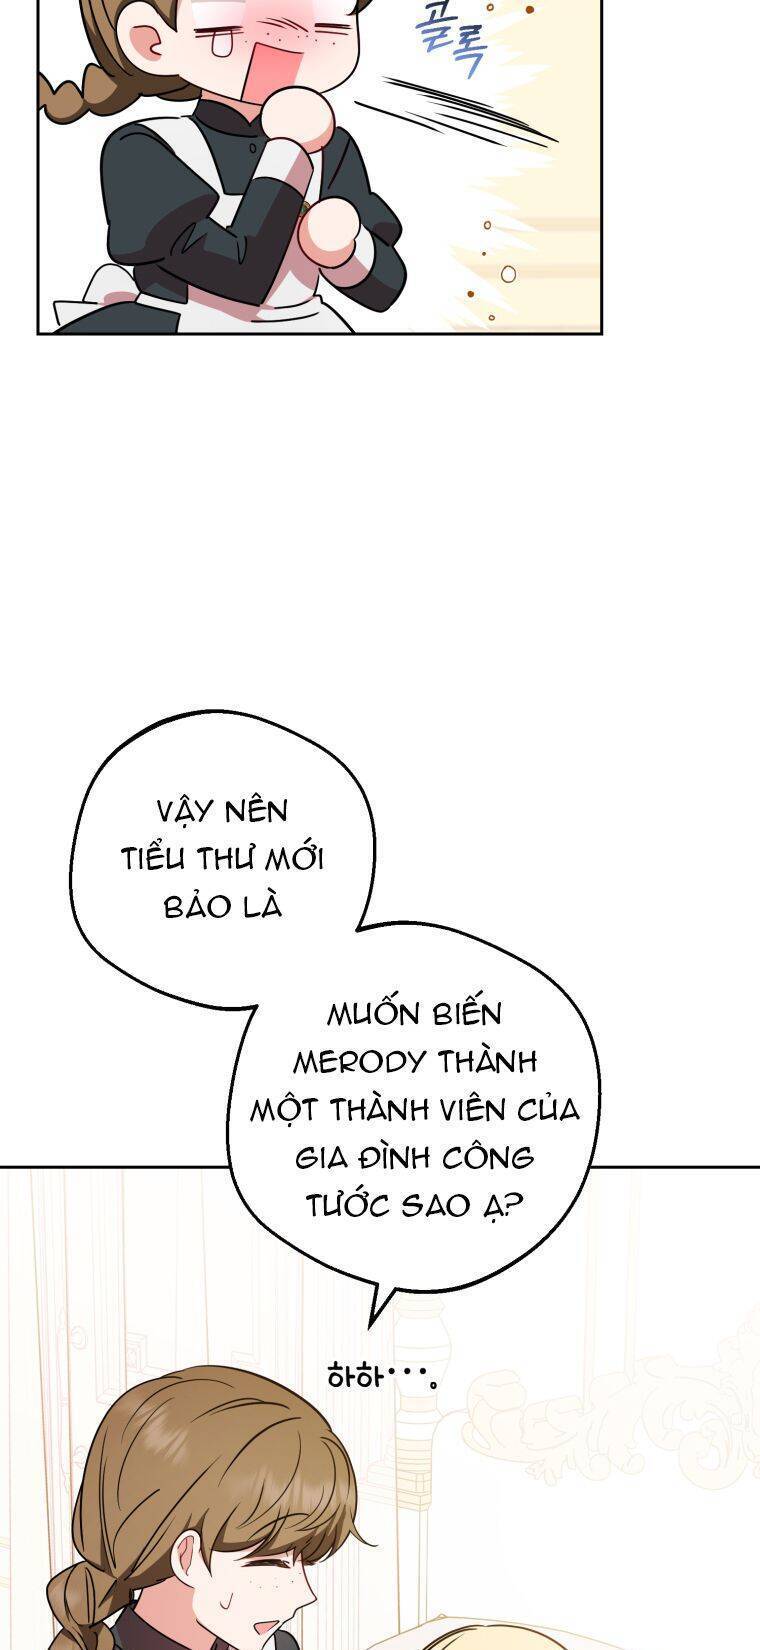 콜록
VẬY NÊN
TIỂU THƯ MỚI
BẢO LÀ
MUỐN BIẾN
MERODY THÀNH
MỘT THÀNH VIÊN CỦA
GIA ĐÌNH CÔNG
TƯỚC SAO Ạ?
하하···.